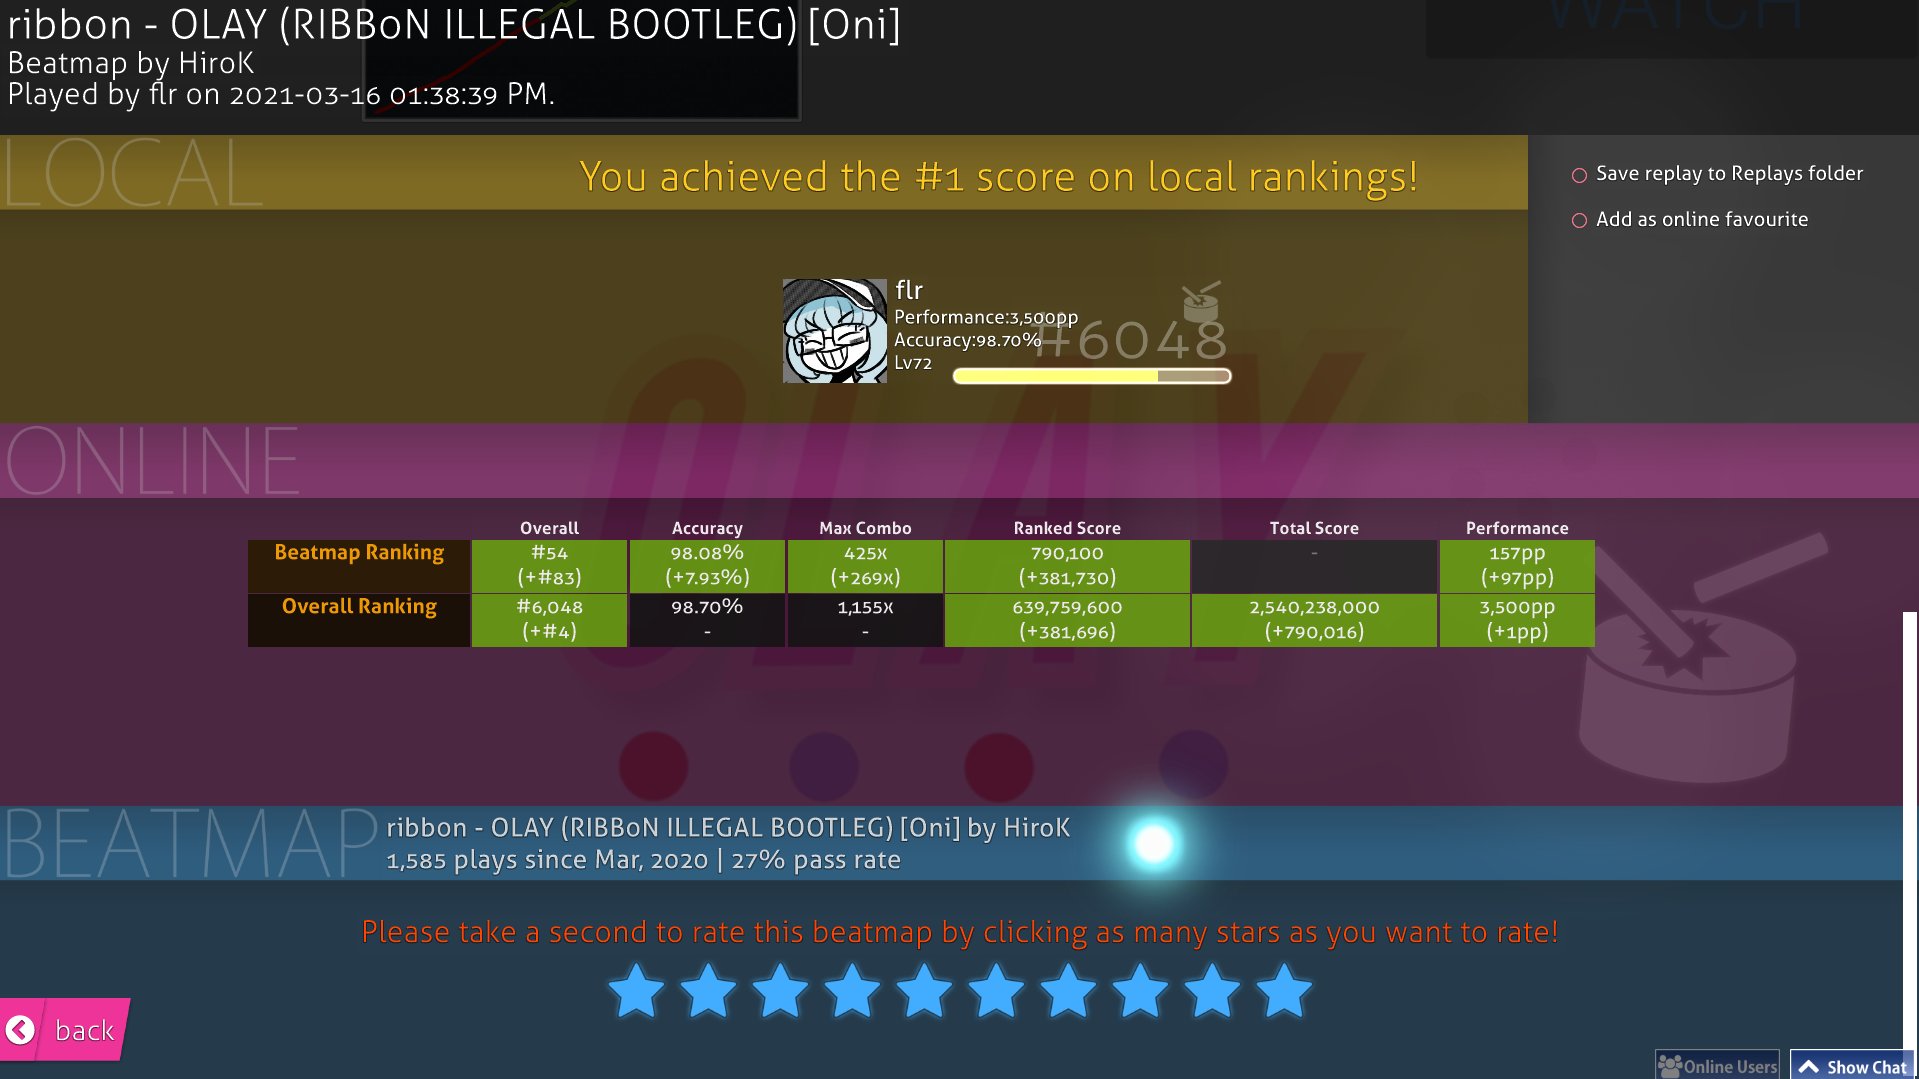 ribbon - OLAY (RIBBoN ILLEGAL BOOTLEG) [Oni]
WATCH
Beatmap by HiroK
Played by flr on 2021-03-16 01:38:39 PM.
LOCAL
You achieved the #1 score on local rankings!
Save replay to Replays folder
Add as online favourite
flr
Performance:3,500pp
Accuracy:98.70%
#6048
Lv72
OLAY
ONLINE
Overall Accuracy Max Combo Ranked Score Total Score Performance
Beatmap Ranking #54 98.08% 425x 790,100 - 157pp
(+#83) (+7.93%) (+269x) (+381,730) (+97pp)
Overall Ranking #6,048 98.70% 1,155x 639,759,600 2,540,238,000 3,500pp
(+#4) - - (+381,696) (+790,016) (+1pp)
BEATMAP
ribbon - OLAY (RIBBoN ILLEGAL BOOTLEG) [Oni] by HiroK
1,585 plays since Mar, 2020 | 27% pass rate
Please take a second to rate this beatmap by clicking as many stars as you want to rate!
back
Online Users
Show Chat